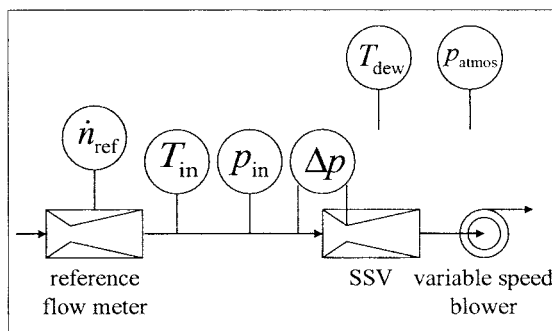 T_dew
p_atmos
ṅ_ref
T_in
p_in
Δp
reference
flow meter
SSV
variable speed
blower